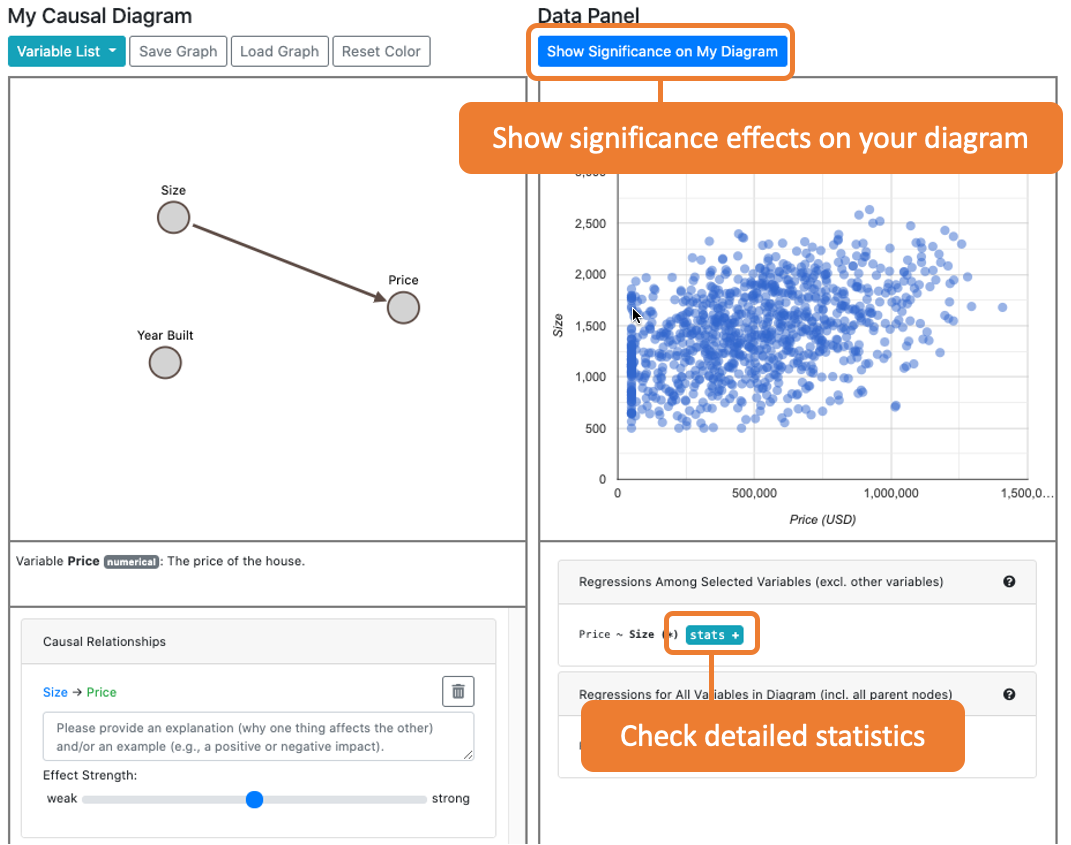 My Causal Diagram
Variable List
Save Graph
Load Graph
Reset Color
Size
Price
Year Built
Variable Price numerical: The price of the house.
Causal Relationships
Size → Price
Please provide an explanation (why one thing affects the other)
and/or an example (e.g., a positive or negative impact).
Effect Strength:
weak
strong
Data Panel
Show Significance on My Diagram
Show significance effects on your diagram
2,500
2,000
1,500
1,000
500
0
Size
0
500,000
1,000,000
1,500,0...
Price (USD)
Regressions Among Selected Variables (excl. other variables)
Price ~ Size (*) stats +
Regressions for All Variables in Diagram (incl. all parent nodes)
Check detailed statistics